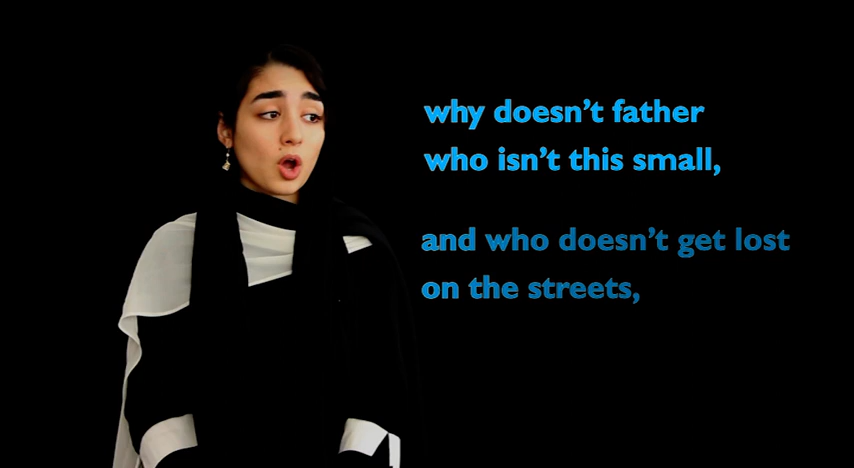 why doesn’t father
who isn’t this small,
and who doesn’t get lost
on the streets,